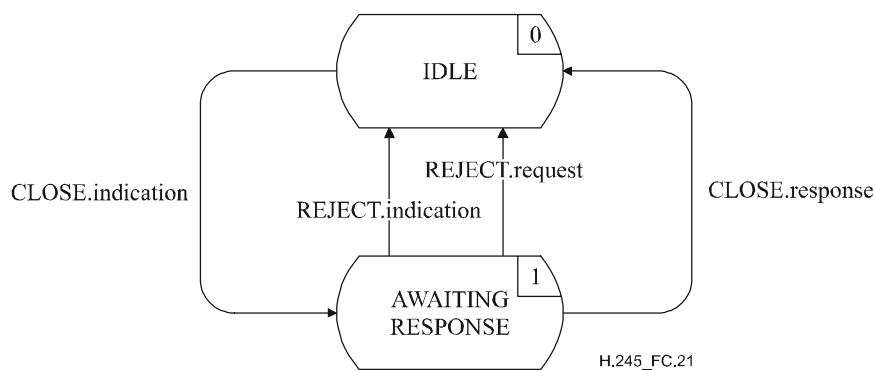 0
IDLE
CLOSE.indication
REJECT.request
REJECT.indication
CLOSE.response
1
AWAITING
RESPONSE
H.245_FC.21